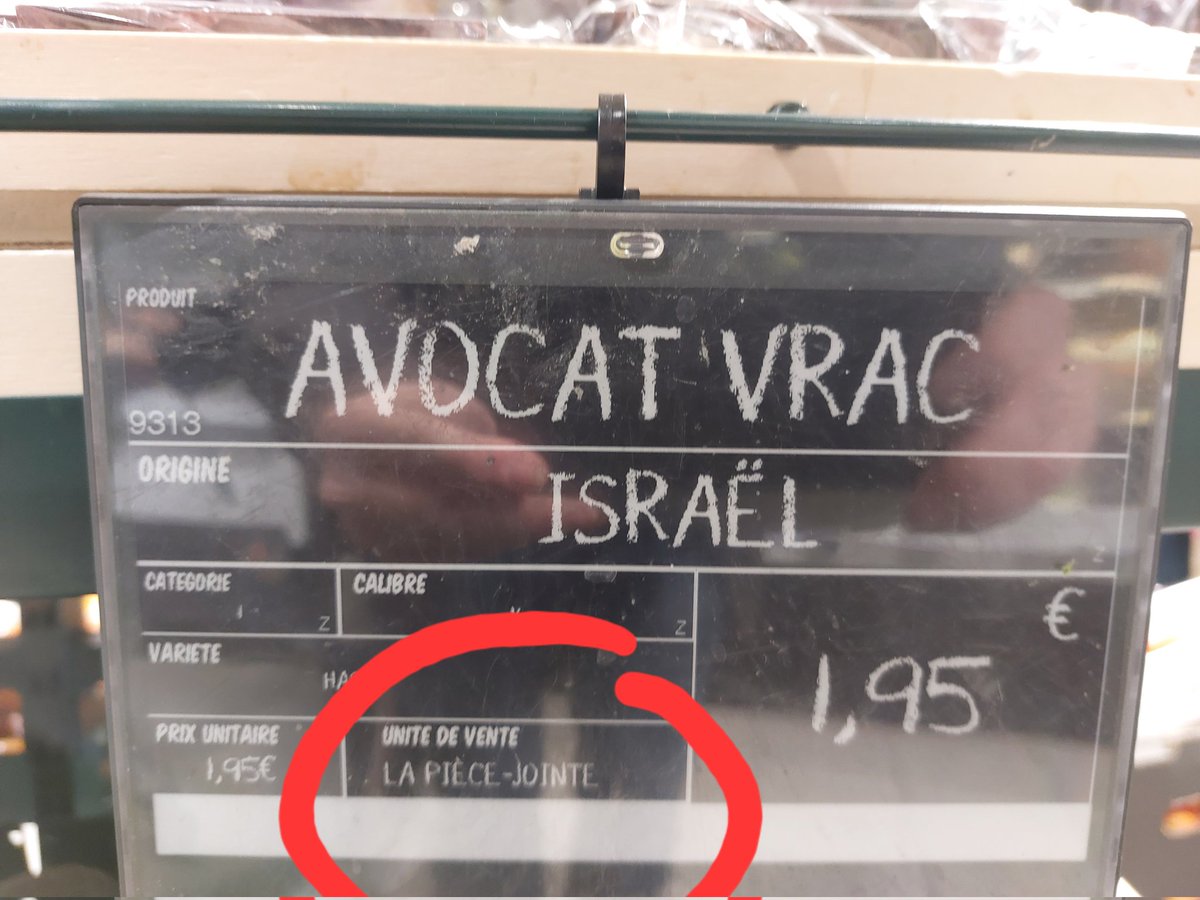 PRODUIT
AVOCAT VRAC
9313
ORIGINE
ISRAËL
CATEGORIE
CALIBRE
€
Z
Z
VARIETE
1,95
PRIX UNITAIRE
UNITE DE VENTE
1,95€
LA PIÈCE-JOINTE